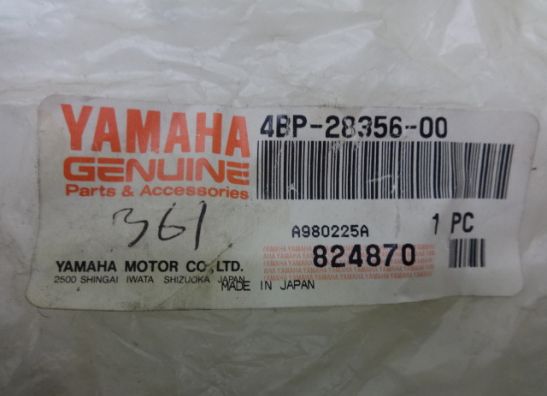 YAMAHA
GENUINE
Parts & Accessories
4BP-28356-00
361
A980225A
1 PC
824870
YAMAHA MOTOR CO., LTD.
2500 SHINGAI IWATA SHIZUOKA JAPAN
MADE IN JAPAN